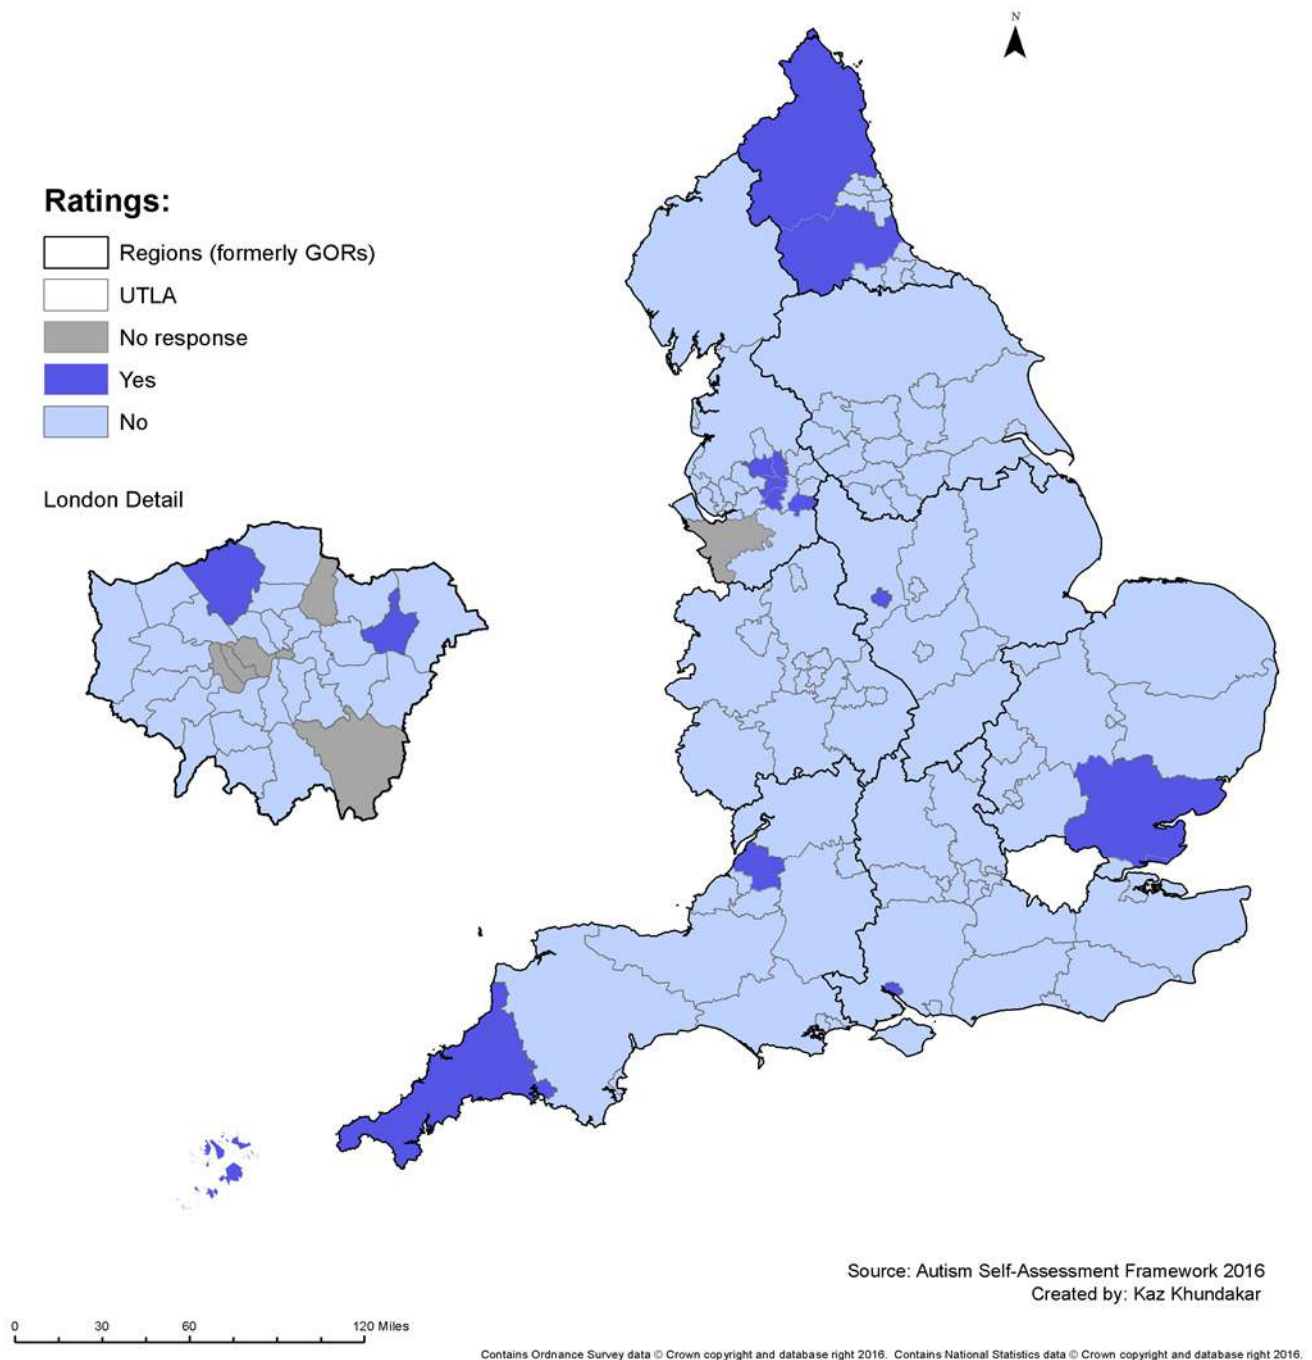 N
Ratings:
Regions (formerly GORs)
UTLA
No response
Yes
No
London Detail
Source: Autism Self-Assessment Framework 2016
Created by: Kaz Khundakar
0 30 60 120 Miles
Contains Ordnance Survey data © Crown copyright and database right 2016. Contains National Statistics data © Crown copyright and database right 2016.